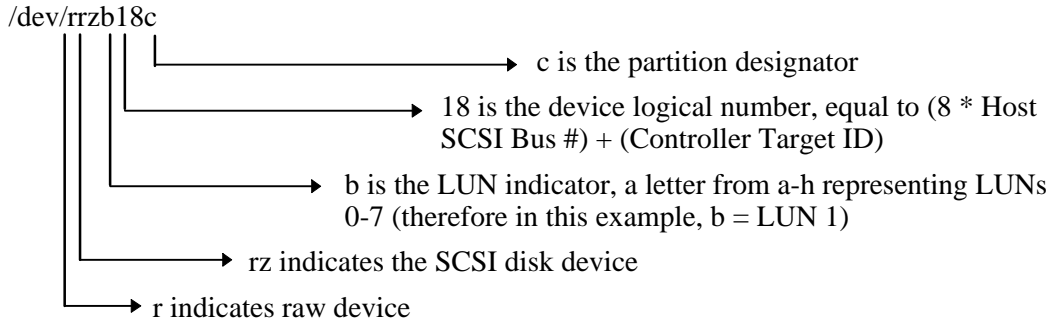 /dev/rrzb18c
c is the partition designator
18 is the device logical number, equal to (8 * Host
SCSI Bus #) + (Controller Target ID)
b is the LUN indicator, a letter from a-h representing LUNs
0-7 (therefore in this example, b = LUN 1)
rz indicates the SCSI disk device
r indicates raw device